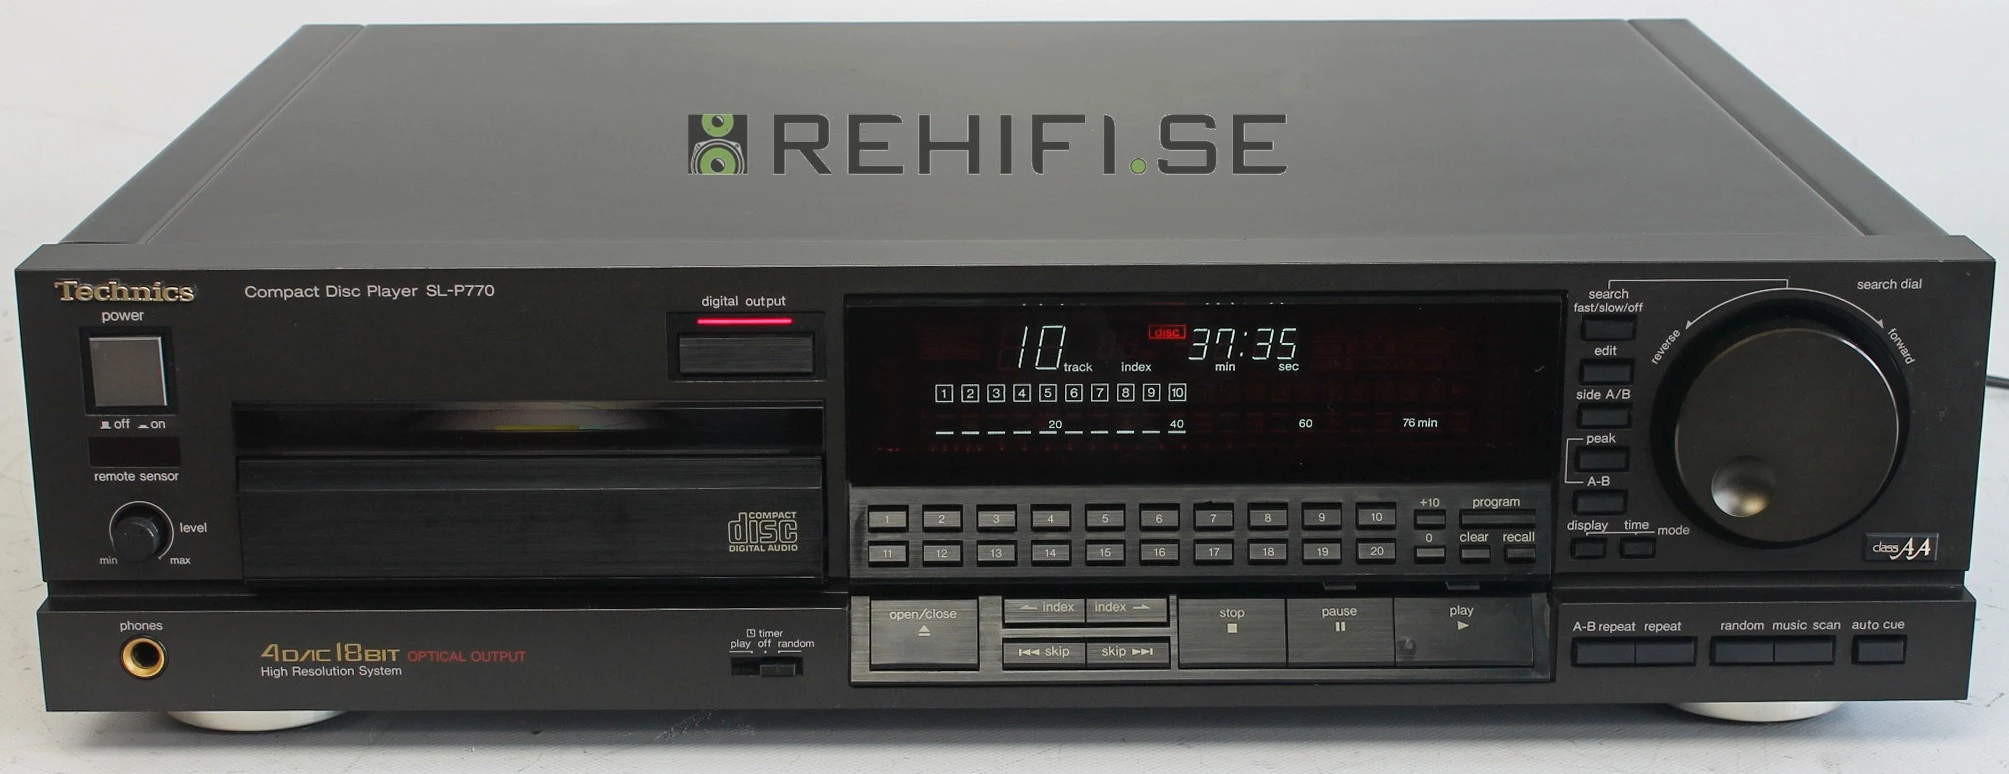 REHIFI.SE
Technics
Compact Disc Player SL-P770
power
off on
remote sensor
level
min max
phones
4DAC 18BIT OPTICAL OUTPUT
High Resolution System
digital output
COMPACT
disc
DIGITAL AUDIO
timer
play off random
10 track index disc 37:35 min sec
1 2 3 4 5 6 7 8 9 10
20 40 60 76 min
1 2 3 4 5 6 7 8 9 10 +10 program
11 12 13 14 15 16 17 18 19 20 0 clear recall
open/close
index index
skip skip
stop
pause
play
search
fast/slow/off
edit
side A/B
peak
A-B
display time mode
search dial
reverse forward
class AA
A-B repeat repeat
random music scan auto cue